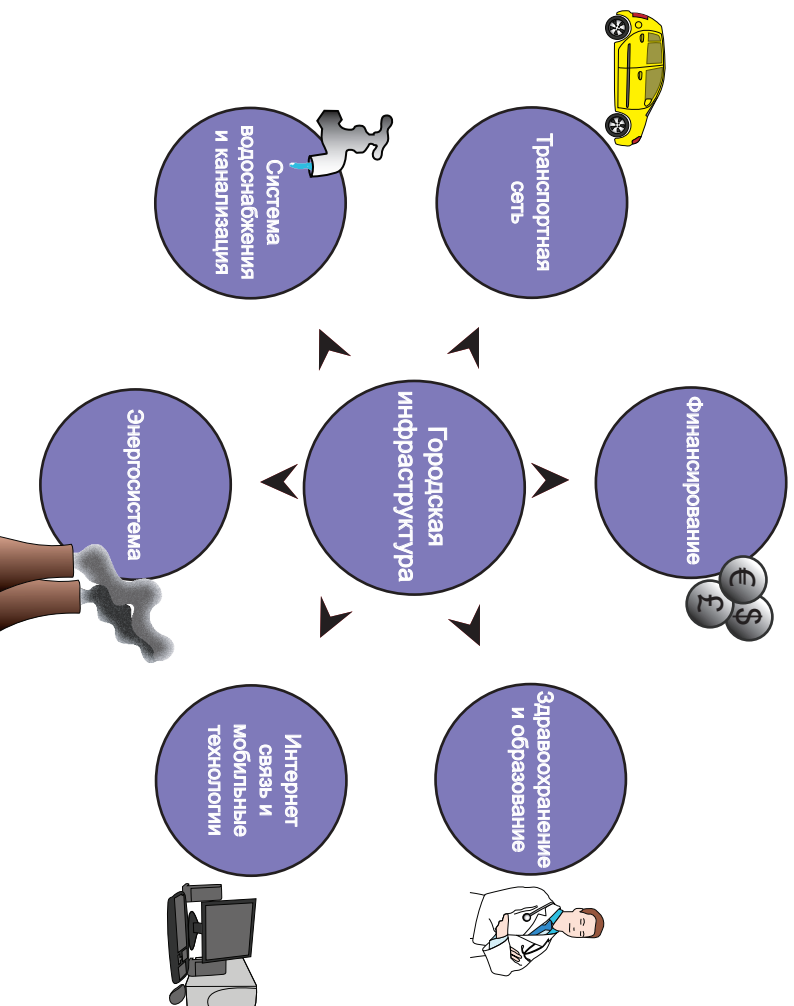 Финансирование
€
$
£
Транспортная
сеть
Здравоохранение
и образование
Городская
инфраструктура
Система
водоснабжения
и канализация
Интернет
связь и
мобильные
технологии
Энергосистема